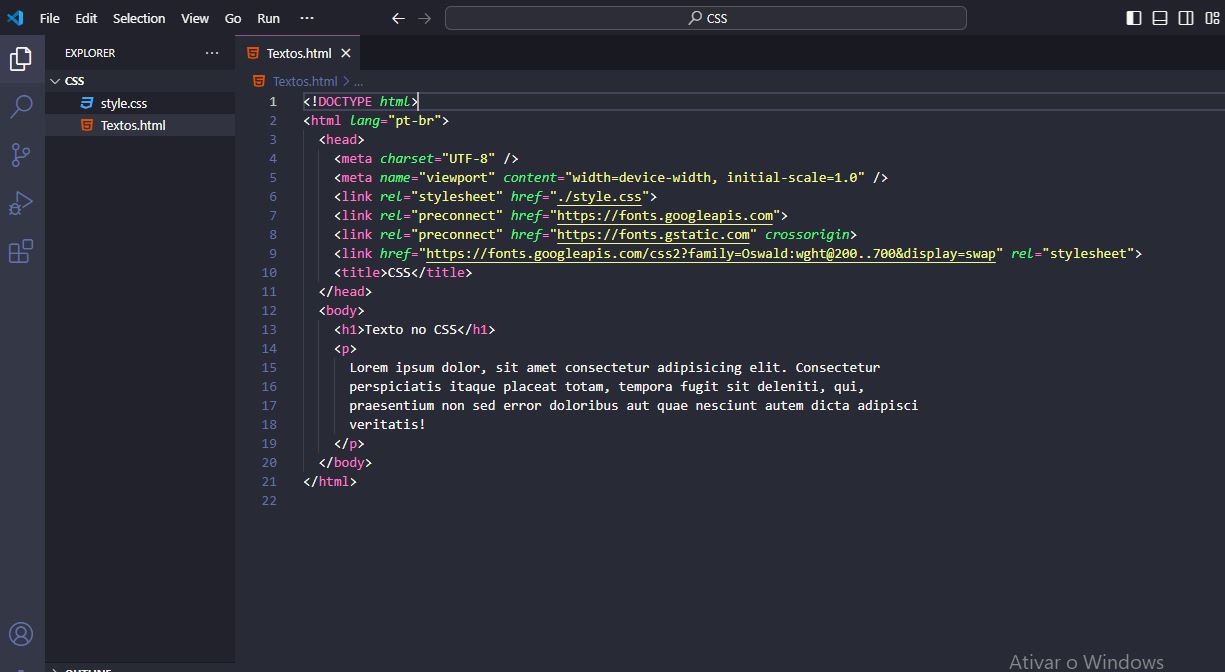 File Edit Selection View Go Run ···
CSS
EXPLORER ···
CSS
style.css
Textos.html
Textos.html
Textos.html > ...
1 <!DOCTYPE html>
2 <html lang="pt-br">
3 <head>
4 <meta charset="UTF-8" />
5 <meta name="viewport" content="width=device-width, initial-scale=1.0" />
6 <link rel="stylesheet" href="./style.css">
7 <link rel="preconnect" href="https://fonts.googleapis.com">
8 <link rel="preconnect" href="https://fonts.gstatic.com" crossorigin>
9 <link href="https://fonts.googleapis.com/css2?family=Oswald:wght@200..700&display=swap" rel="stylesheet">
10 <title>CSS</title>
11 </head>
12 <body>
13 <h1>Texto no CSS</h1>
14 <p>
15 Lorem ipsum dolor, sit amet consectetur adipisicing elit. Consectetur
16 perspiciatis itaque placeat totam, tempora fugit sit deleniti, qui,
17 praesentium non sed error doloribus aut quae nesciunt autem dicta adipisci
18 veritatis!
19 </p>
20 </body>
21 </html>
22
OUTLINE
Ativar o Windows